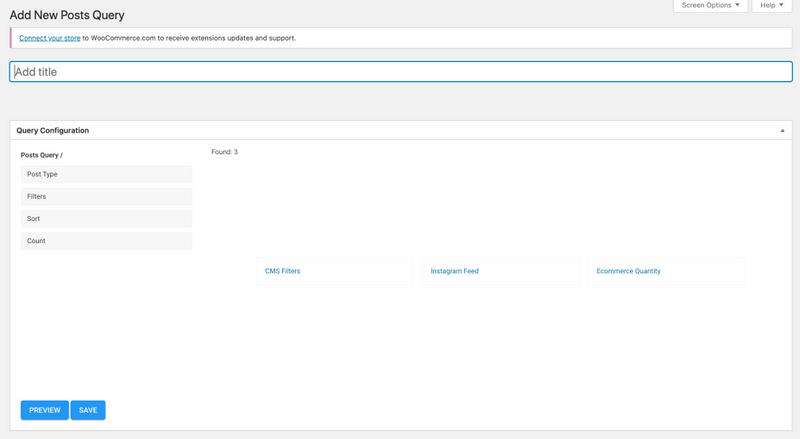 Screen Options ▼
Help ▼
Add New Posts Query
Connect your store to WooCommerce.com to receive extensions updates and support.
Add title
Query Configuration
Posts Query /
Found: 3
Post Type
Filters
Sort
Count
CMS Filters
Instagram Feed
Ecommerce Quantity
PREVIEW
SAVE